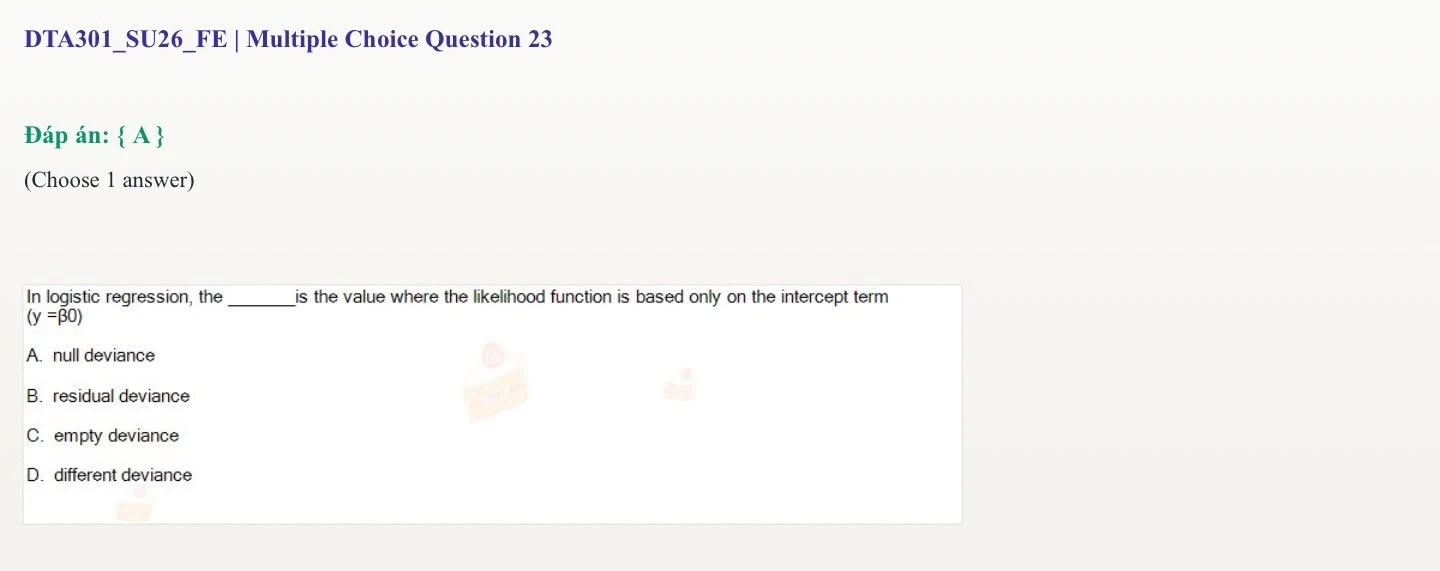 DTA301_SU26_FE | Multiple Choice Question 23
Đáp án: { A }
(Choose 1 answer)
In logistic regression, the _______is the value where the likelihood function is based only on the intercept term
(y =β0)
A. null deviance
B. residual deviance
C. empty deviance
D. different deviance